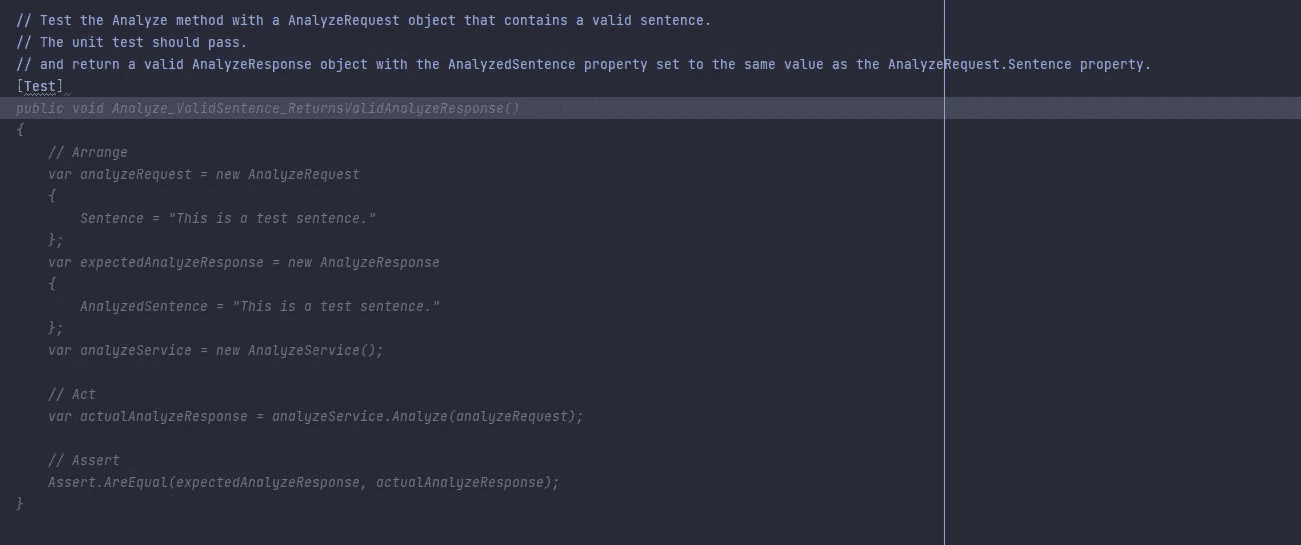 // Test the Analyze method with a AnalyzeRequest object that contains a valid sentence.
// The unit test should pass.
// and return a valid AnalyzeResponse object with the AnalyzedSentence property set to the same value as the AnalyzeRequest.Sentence property.
[Test]
public void Analyze_ValidSentence_ReturnsValidAnalyzeResponse()
{
    // Arrange
    var analyzeRequest = new AnalyzeRequest
    {
        Sentence = "This is a test sentence."
    };
    var expectedAnalyzeResponse = new AnalyzeResponse
    {
        AnalyzedSentence = "This is a test sentence."
    };
    var analyzeService = new AnalyzeService();

    // Act
    var actualAnalyzeResponse = analyzeService.Analyze(analyzeRequest);

    // Assert
    Assert.AreEqual(expectedAnalyzeResponse, actualAnalyzeResponse);
}